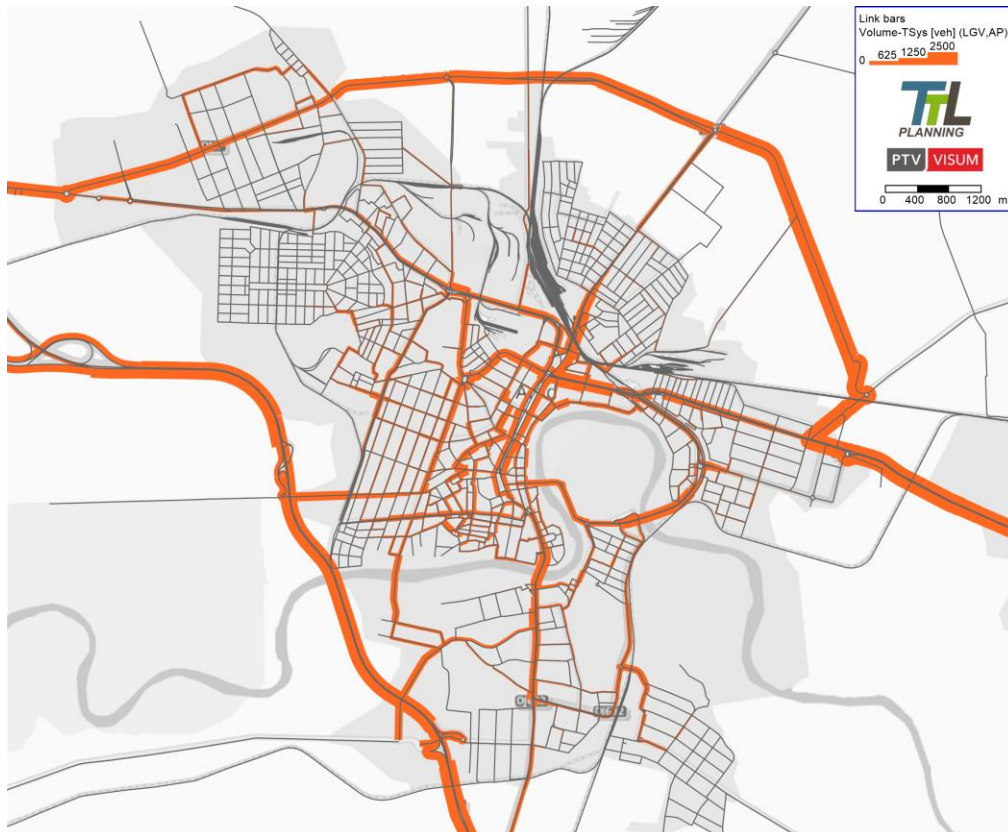 Link bars
Volume-TSys [veh] (LGV,AP)
0 625 1250 2500
TTL
PLANNING
PTV VISUM
0 400 800 1200 m